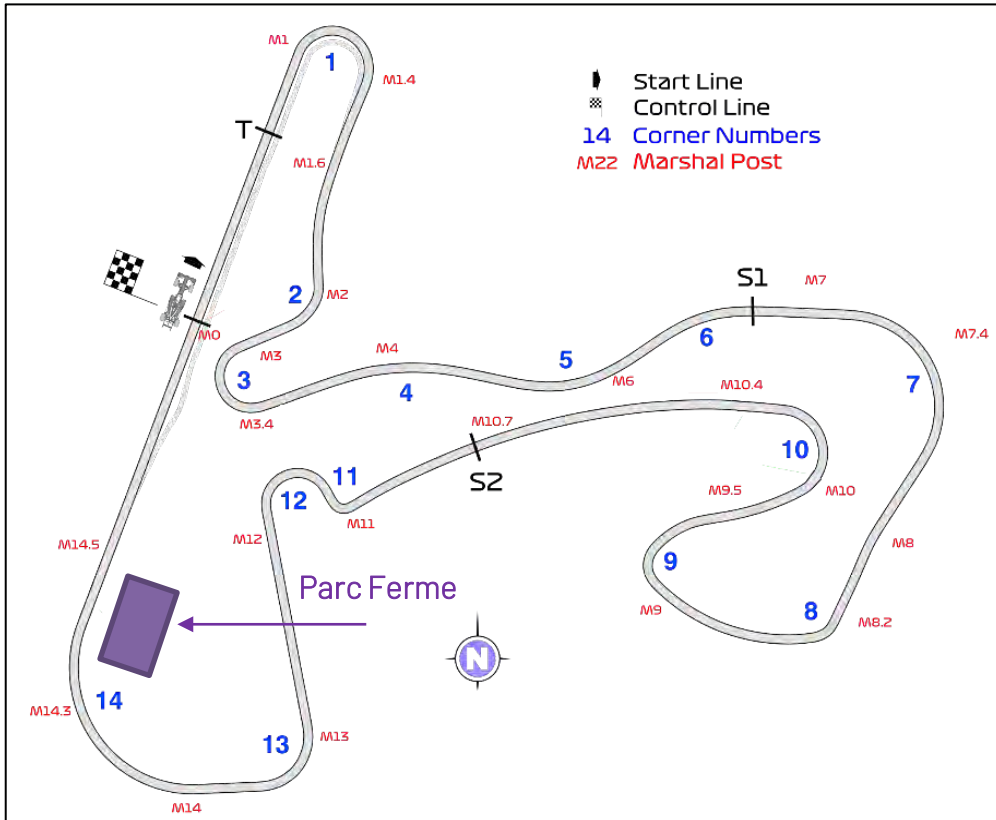 M1
1
M1.4
Start Line
Control Line
14 Corner Numbers
M22 Marshal Post
T
M1.6
2
M2
M0
M3
3
M3.4
M4
4
5
M6
6
S1
M7
M7.4
7
M10.4
M10.7
S2
10
M10
M9.5
11
12
M11
M12
9
M9
8
M8
M8.2
M14.5
Parc Ferme
N
14
M14.3
13
M13
M14